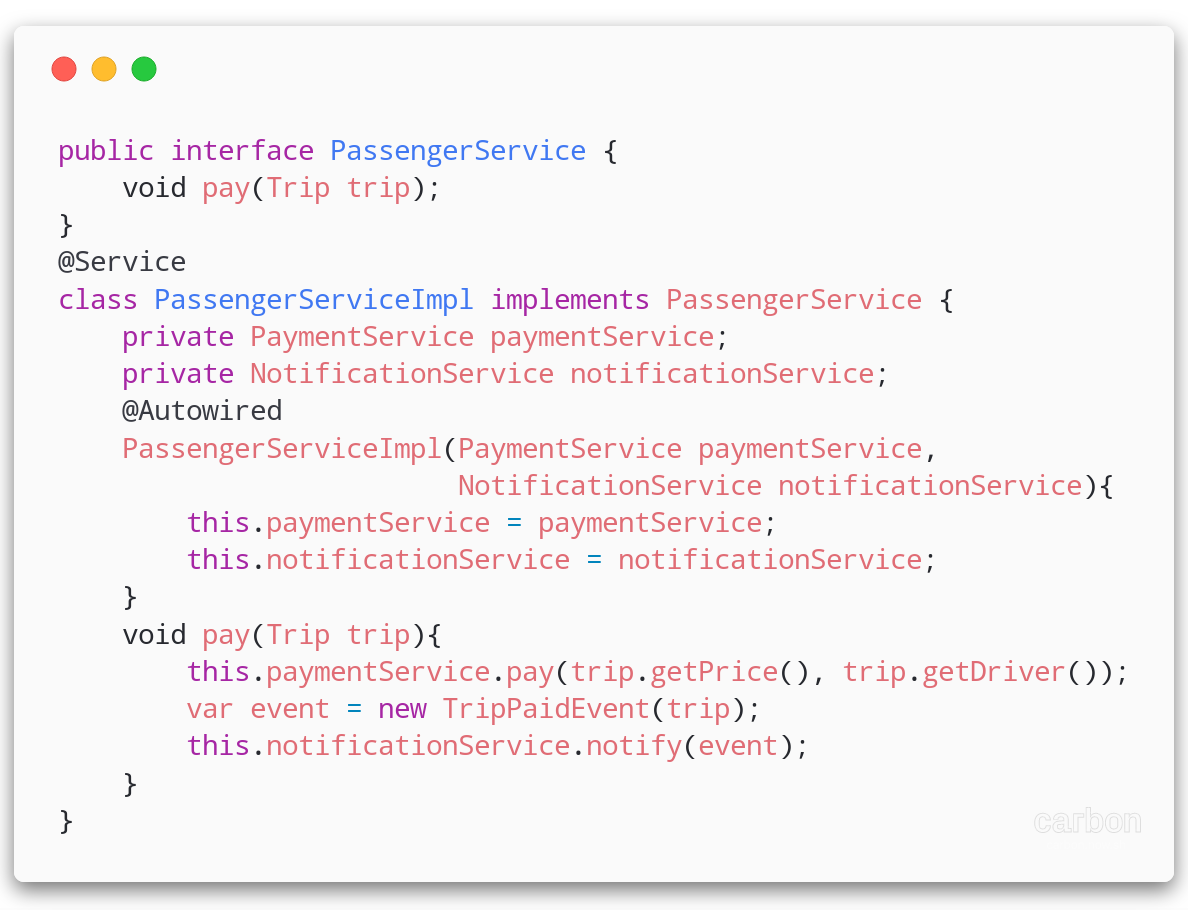 public interface PassengerService {
    void pay(Trip trip);
}
@Service
class PassengerServiceImpl implements PassengerService {
    private PaymentService paymentService;
    private NotificationService notificationService;
    @Autowired
    PassengerServiceImpl(PaymentService paymentService,
                         NotificationService notificationService){
        this.paymentService = paymentService;
        this.notificationService = notificationService;
    }
    void pay(Trip trip){
        this.paymentService.pay(trip.getPrice(), trip.getDriver());
        var event = new TripPaidEvent(trip);
        this.notificationService.notify(event);
    }
}
carbon